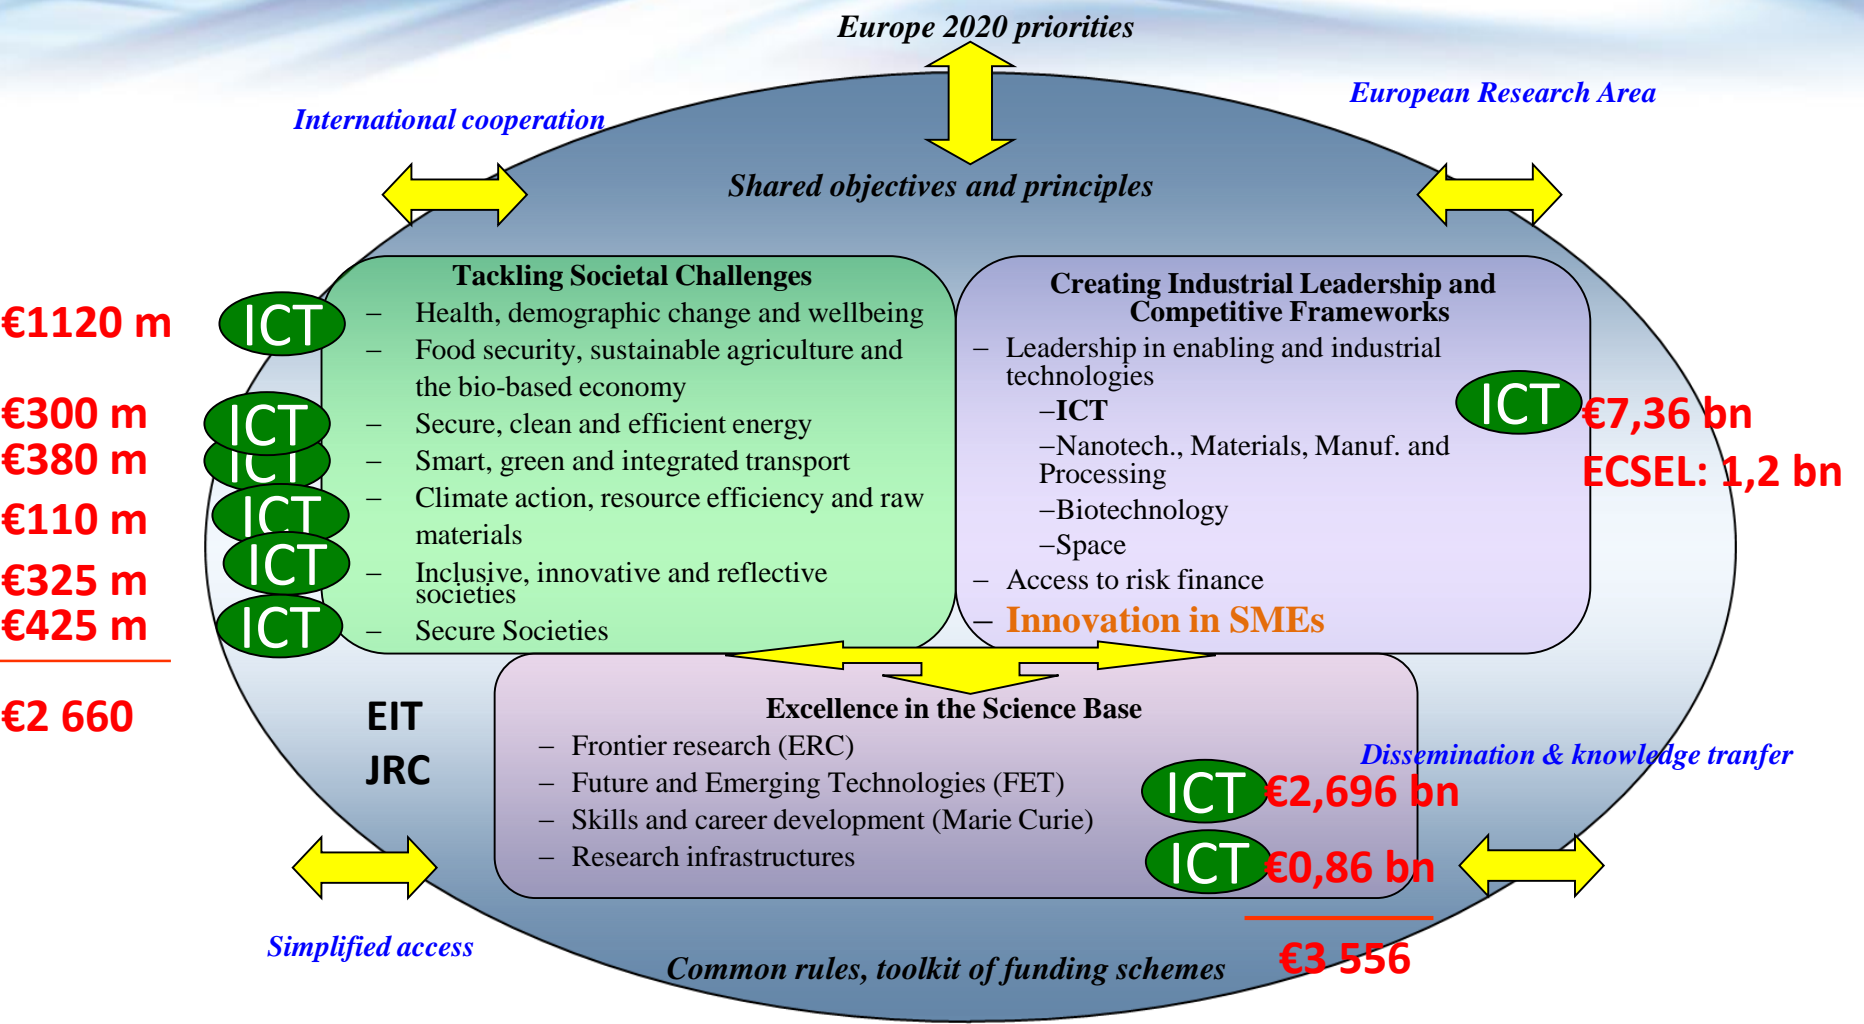 Europe 2020 priorities
International cooperation
European Research Area
Shared objectives and principles
Tackling Societal Challenges
€1120 m
ICT
– Health, demographic change and wellbeing
– Food security, sustainable agriculture and
the bio-based economy
€300 m
ICT
– Secure, clean and efficient energy
€380 m
ICT
– Smart, green and integrated transport
€110 m
ICT
– Climate action, resource efficiency and raw
materials
€325 m
ICT
– Inclusive, innovative and reflective
societies
€425 m
ICT
– Secure Societies
€2 660
Creating Industrial Leadership and
Competitive Frameworks
– Leadership in enabling and industrial
technologies
–ICT
ICT
€7,36 bn
ECSEL: 1,2 bn
–Nanotech., Materials, Manuf. and
Processing
–Biotechnology
–Space
– Access to risk finance
– Innovation in SMEs
EIT
JRC
Excellence in the Science Base
– Frontier research (ERC)
– Future and Emerging Technologies (FET)
ICT
€2,696 bn
– Skills and career development (Marie Curie)
– Research infrastructures
ICT
€0,86 bn
€3 556
Dissemination & knowledge tranfer
Simplified access
Common rules, toolkit of funding schemes